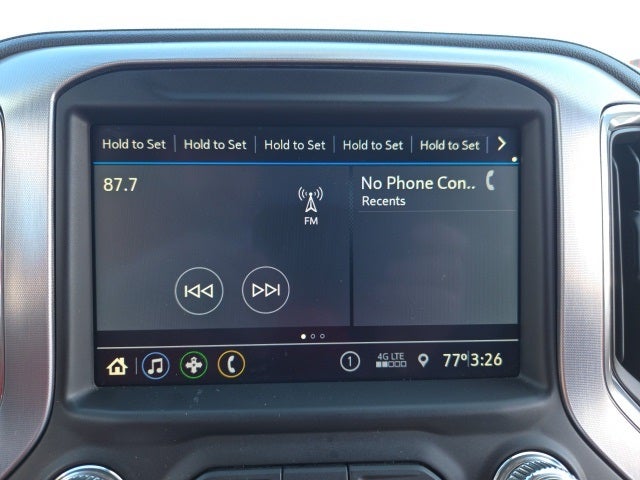 Hold to Set Hold to Set Hold to Set Hold to Set Hold to Set
87.7
FM
No Phone Con..
Recents
1 4G LTE 77° 3:26